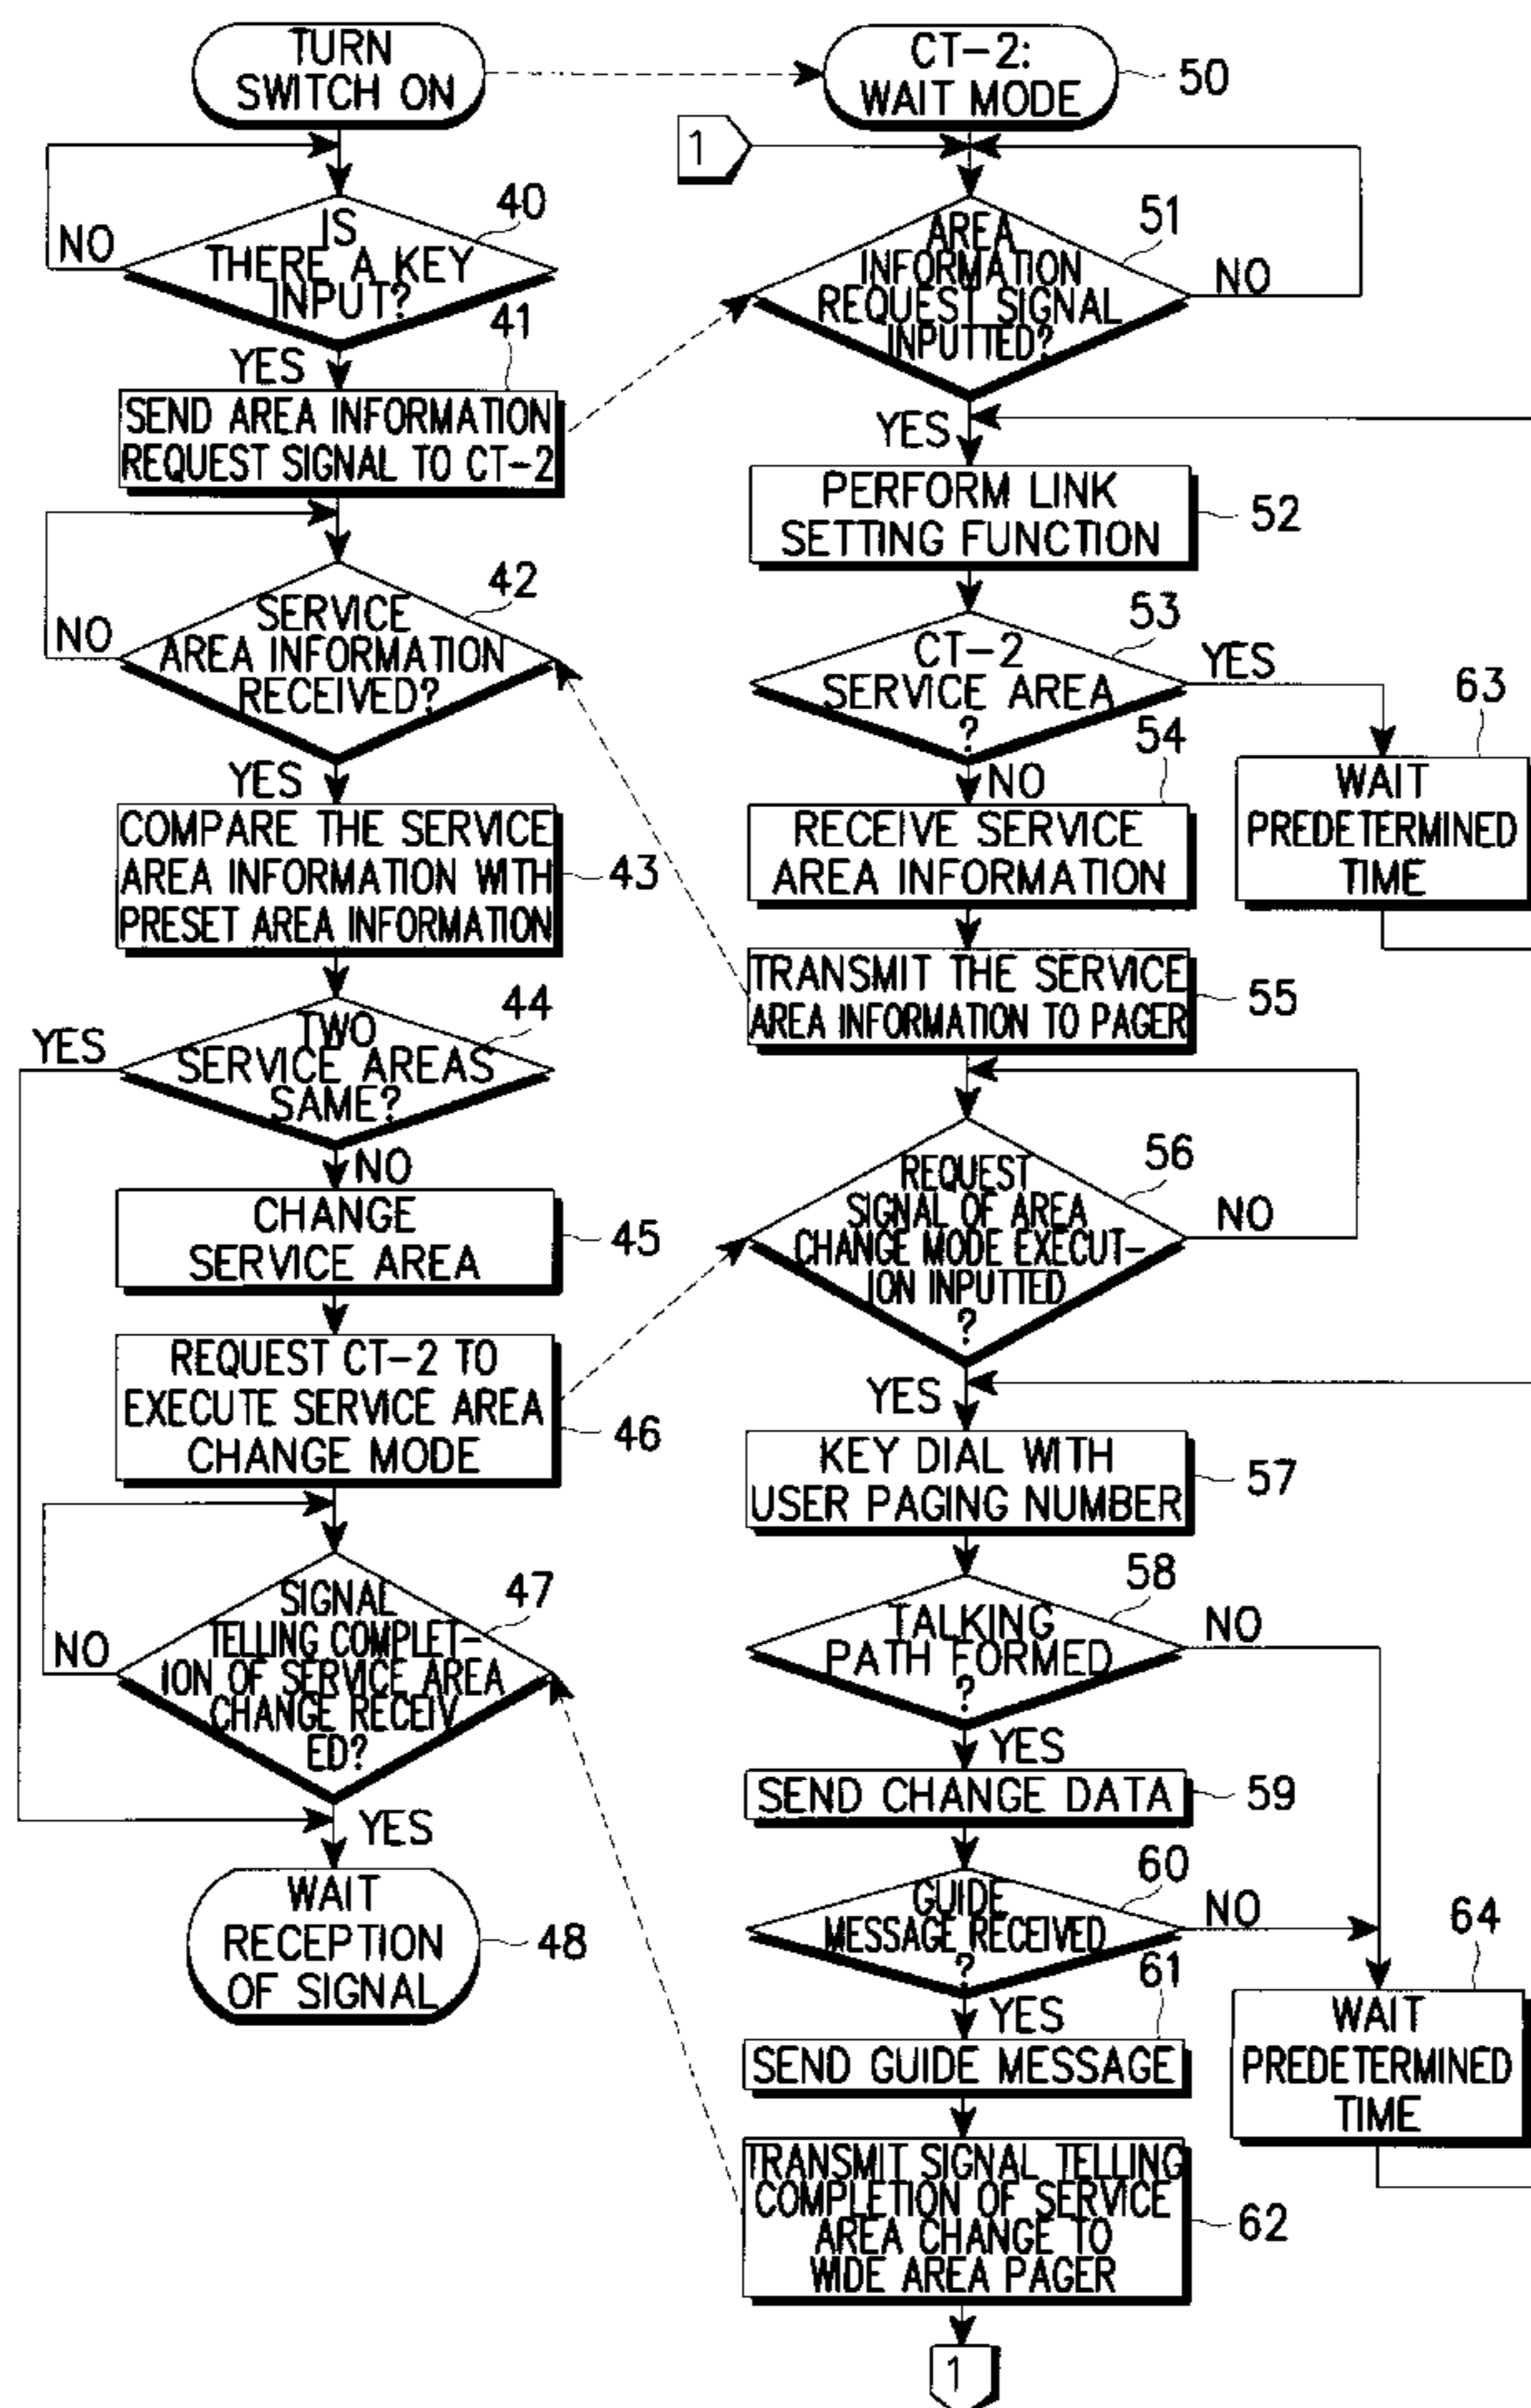 TURN
SWITCH ON
IS
THERE A KEY
INPUT?
40
NO
YES
41
SEND AREA INFORMATION
REQUEST SIGNAL TO CT-2
SERVICE
AREA INFORMATION
RECEIVED?
42
NO
YES
COMPARE THE SERVICE
AREA INFORMATION WITH
PRESET AREA INFORMATION
43
TWO
SERVICE AREAS
SAME?
44
YES
NO
CHANGE
SERVICE AREA
45
REQUEST CT-2 TO
EXECUTE SERVICE AREA
CHANGE MODE
46
SIGNAL
TELLING COMPLET-
ION OF SERVICE AREA
CHANGE RECEIV
ED?
47
NO
YES
WAIT
RECEPTION
OF SIGNAL
48
CT-2:
WAIT MODE
50
1
AREA
INFORMATION
REQUEST SIGNAL
INPUTTED?
51
NO
YES
PERFORM LINK
SETTING FUNCTION
52
CT-2
SERVICE AREA
?
53
YES
NO
63
WAIT
PREDETERMINED
TIME
54
RECEIVE SERVICE
AREA INFORMATION
TRANSMIT THE SERVICE
AREA INFORMATION TO PAGER
55
REQUEST
SIGNAL OF AREA
CHANGE MODE EXECUT-
ION INPUTTED
?
56
NO
YES
KEY DIAL WITH
USER PAGING NUMBER
57
TALKING
PATH FORMED
?
58
NO
YES
SEND CHANGE DATA
59
GUIDE
MESSAGE RECEIVED
?
60
NO
YES
64
WAIT
PREDETERMINED
TIME
61
SEND GUIDE MESSAGE
TRANSMIT SIGNAL TELLING
COMPLETION OF SERVICE
AREA CHANGE TO
WIDE AREA PAGER
62
1